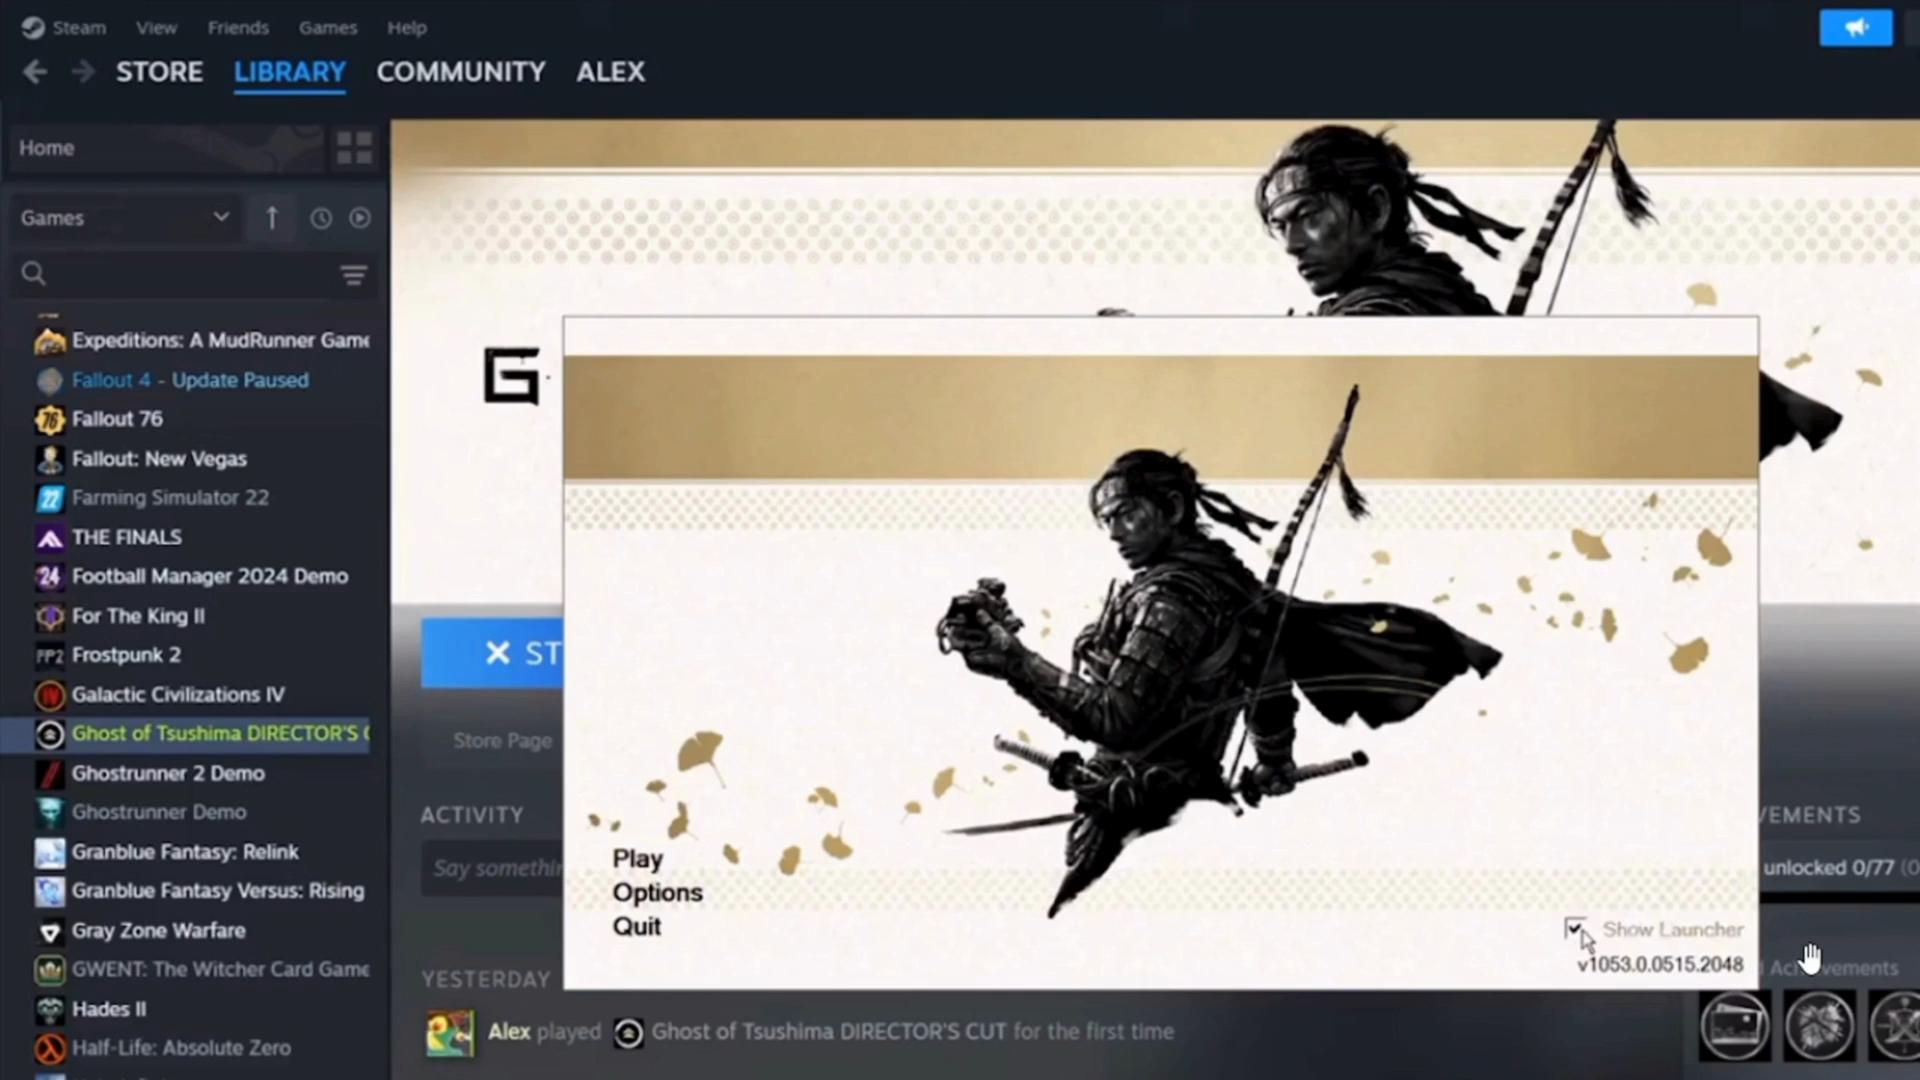 Steam View Friends Games Help
STORE LIBRARY COMMUNITY ALEX
Home
Games
Expeditions: A MudRunner Game
Fallout 4 - Update Paused
Fallout 76
Fallout: New Vegas
Farming Simulator 22
THE FINALS
Football Manager 2024 Demo
For The King II
Frostpunk 2
Galactic Civilizations IV
Ghost of Tsushima DIRECTOR'S C
Ghostrunner 2 Demo
Ghostrunner Demo
Granblue Fantasy: Relink
Granblue Fantasy Versus: Rising
Gray Zone Warfare
GWENT: The Witcher Card Game
Hades II
Half-Life: Absolute Zero
G
ST
Store Page
ACTIVITY
Say somethin
YESTERDAY
Alex played Ghost of Tsushima DIRECTOR'S CUT for the first time
Play
Options
Quit
Show Launcher
v1053.0.0515.2048
VEMENTS
unlocked 0/77 (0